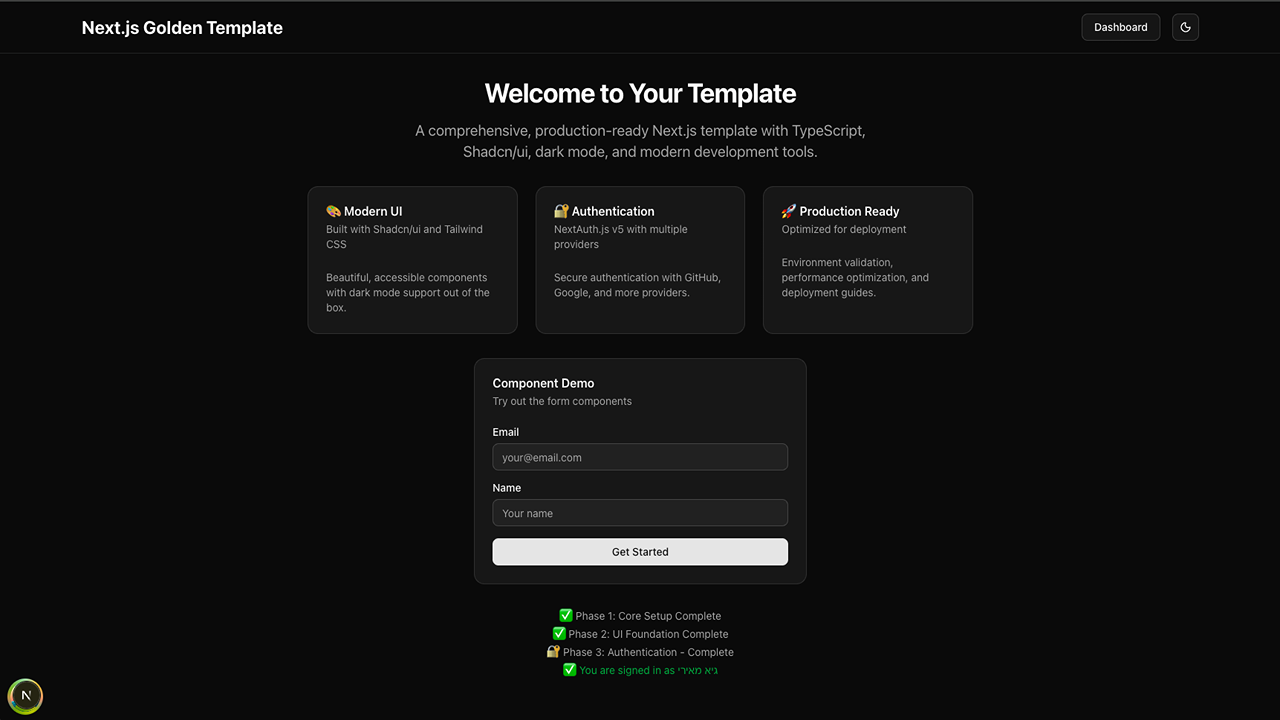 Next.js Golden Template
Dashboard
Welcome to Your Template
A comprehensive, production-ready Next.js template with TypeScript,
Shadcn/ui, dark mode, and modern development tools.
🎨 Modern UI
Built with Shadcn/ui and Tailwind
CSS
Beautiful, accessible components
with dark mode support out of the
box.
🔐 Authentication
NextAuth.js v5 with multiple
providers
Secure authentication with GitHub,
Google, and more providers.
🚀 Production Ready
Optimized for deployment
Environment validation,
performance optimization, and
deployment guides.
Component Demo
Try out the form components
Email
your@email.com
Name
Your name
Get Started
✅ Phase 1: Core Setup Complete
✅ Phase 2: UI Foundation Complete
🔐 Phase 3: Authentication - Complete
✅ You are signed in as גיא מאירי
N